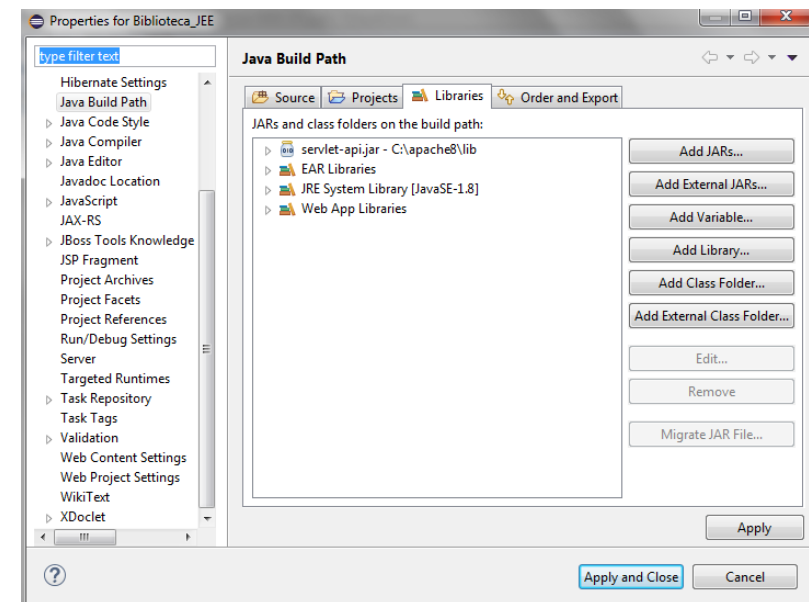 Properties for Biblioteca_JEE
type filter text
Hibernate Settings
Java Build Path
Java Code Style
Java Compiler
Java Editor
Javadoc Location
JavaScript
JAX-RS
JBoss Tools Knowledge
JSP Fragment
Project Archives
Project Facets
Project References
Run/Debug Settings
Server
Targeted Runtimes
Task Repository
Task Tags
Validation
Web Content Settings
Web Project Settings
WikiText
XDoclet
Java Build Path
Source
Projects
Libraries
Order and Export
JARs and class folders on the build path:
servlet-api.jar - C:\apache8\lib
EAR Libraries
JRE System Library [JavaSE-1.8]
Web App Libraries
Add JARs...
Add External JARs...
Add Variable...
Add Library...
Add Class Folder...
Add External Class Folder...
Edit...
Remove
Migrate JAR File...
Apply
Apply and Close
Cancel